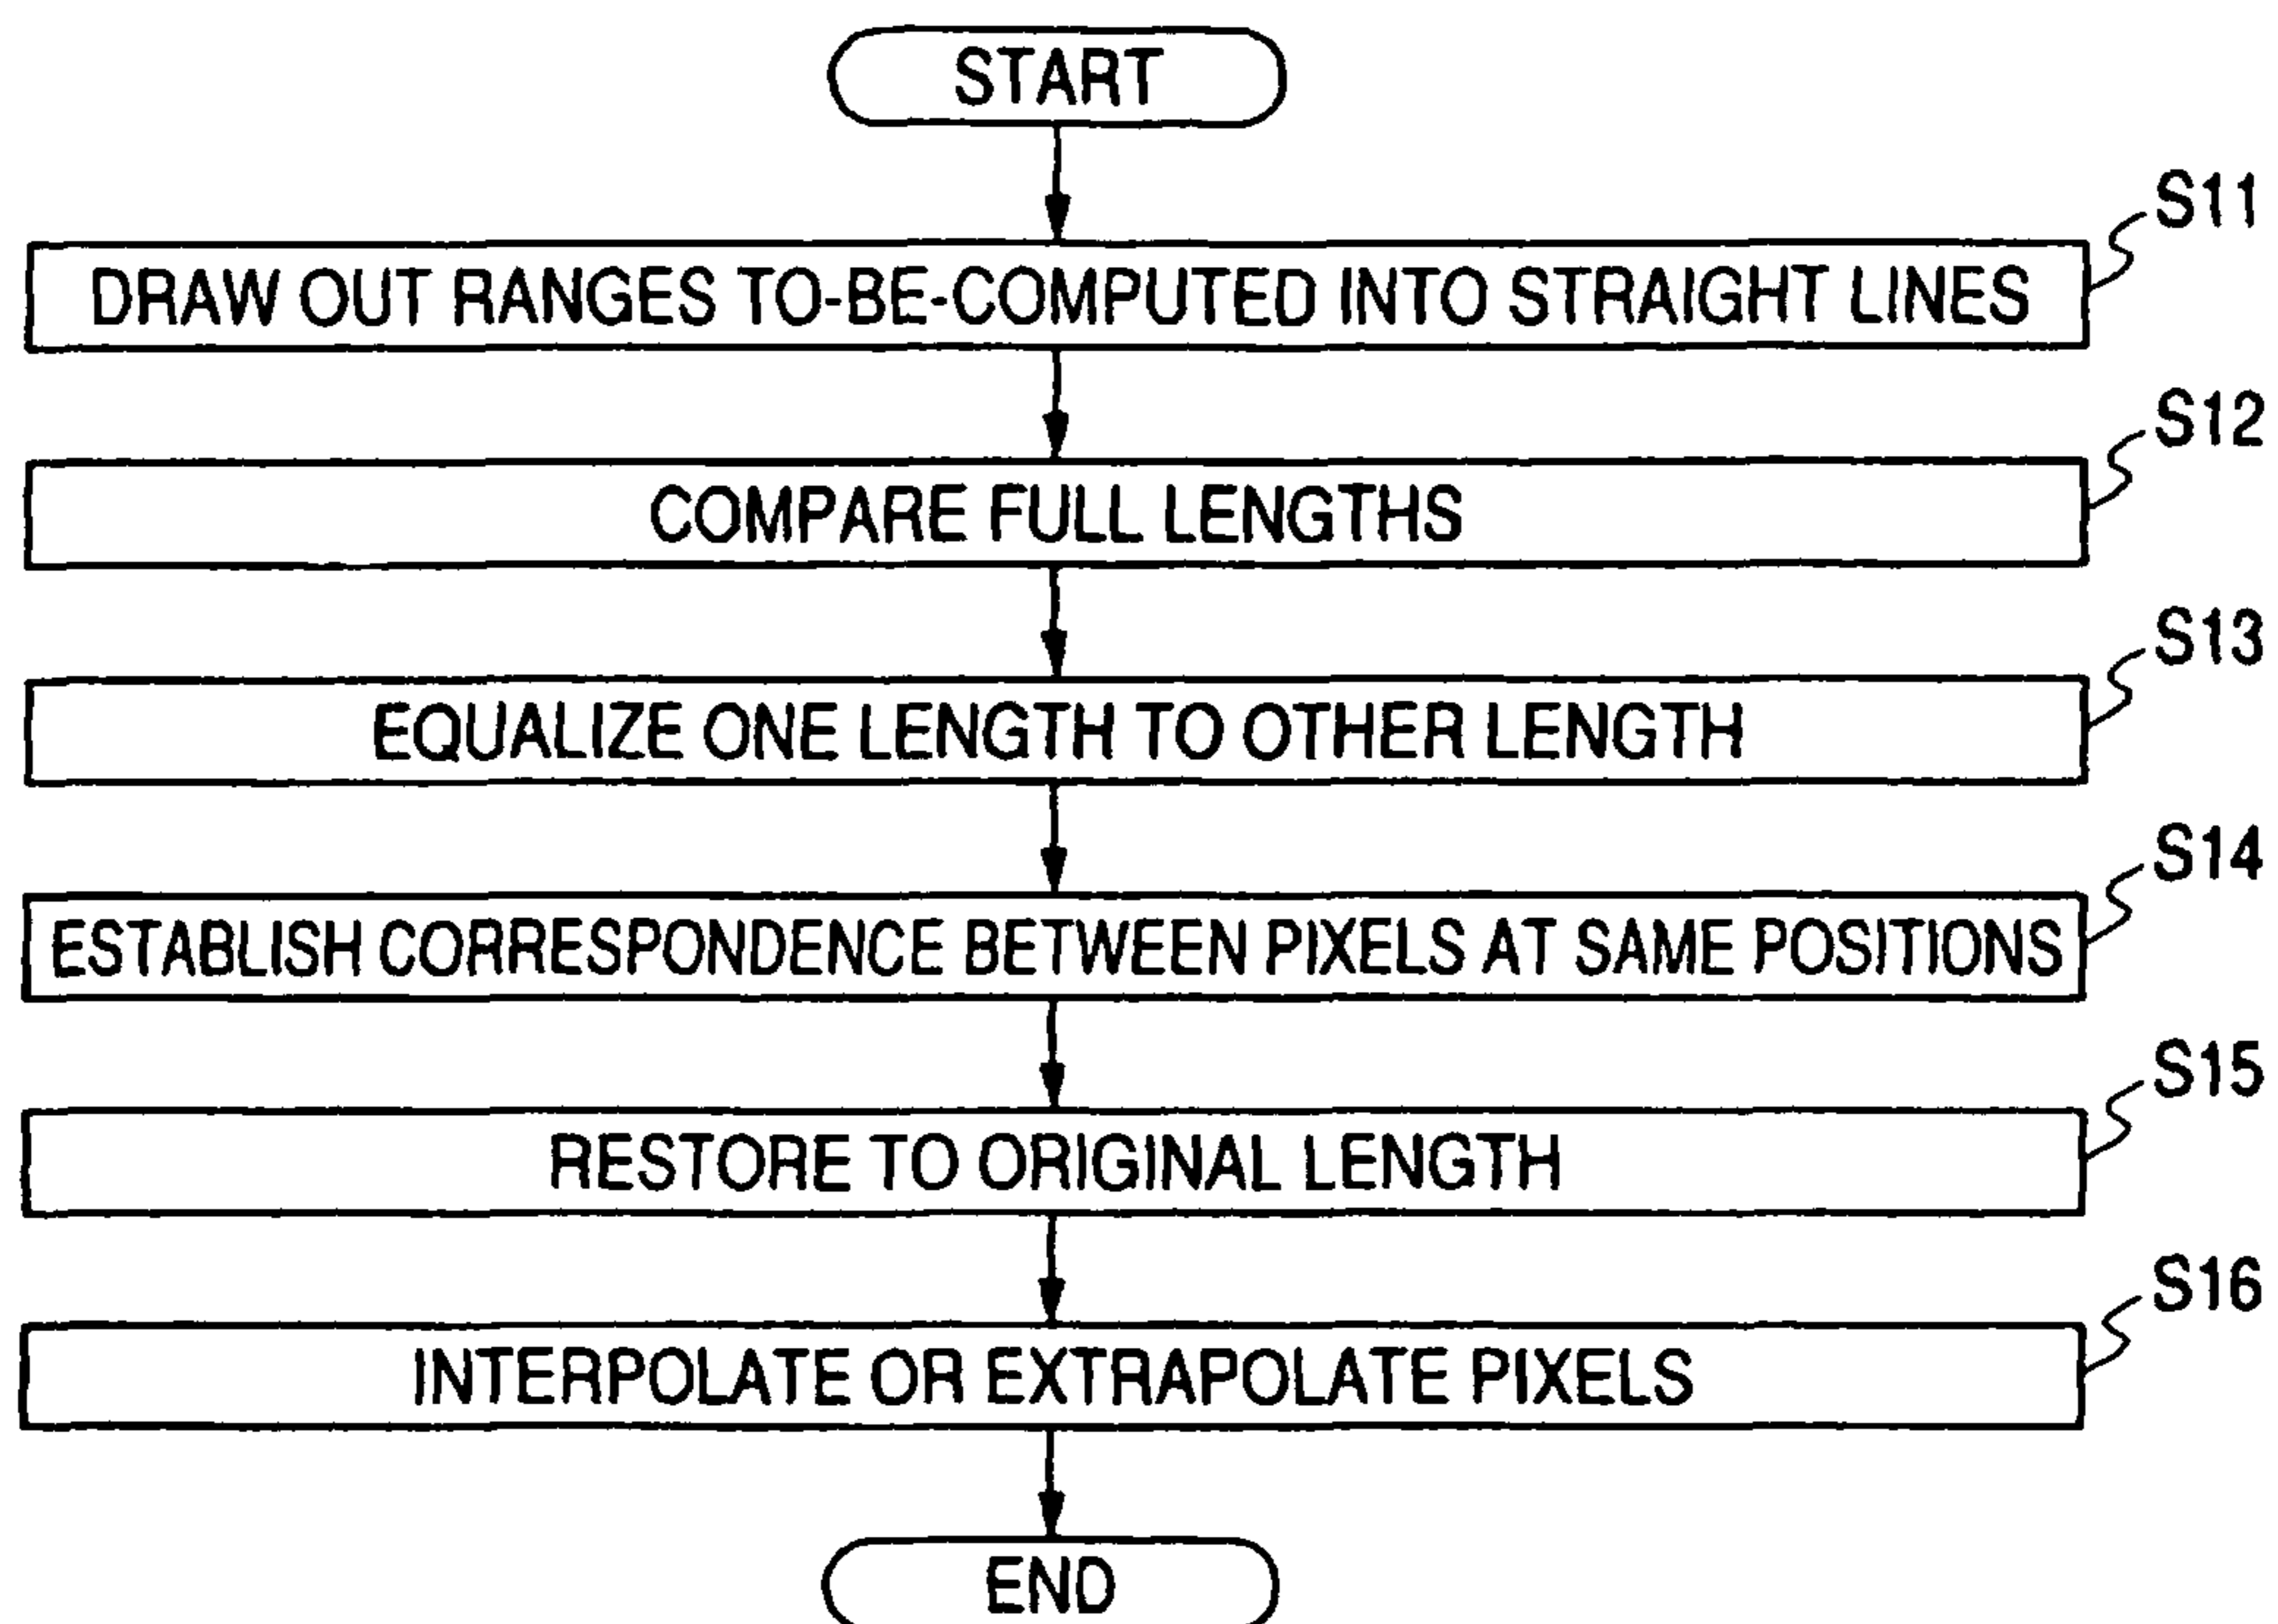 START
S11
DRAW OUT RANGES TO-BE-COMPUTED INTO STRAIGHT LINES
S12
COMPARE FULL LENGTHS
S13
EQUALIZE ONE LENGTH TO OTHER LENGTH
S14
ESTABLISH CORRESPONDENCE BETWEEN PIXELS AT SAME POSITIONS
S15
RESTORE TO ORIGINAL LENGTH
S16
INTERPOLATE OR EXTRAPOLATE PIXELS
END